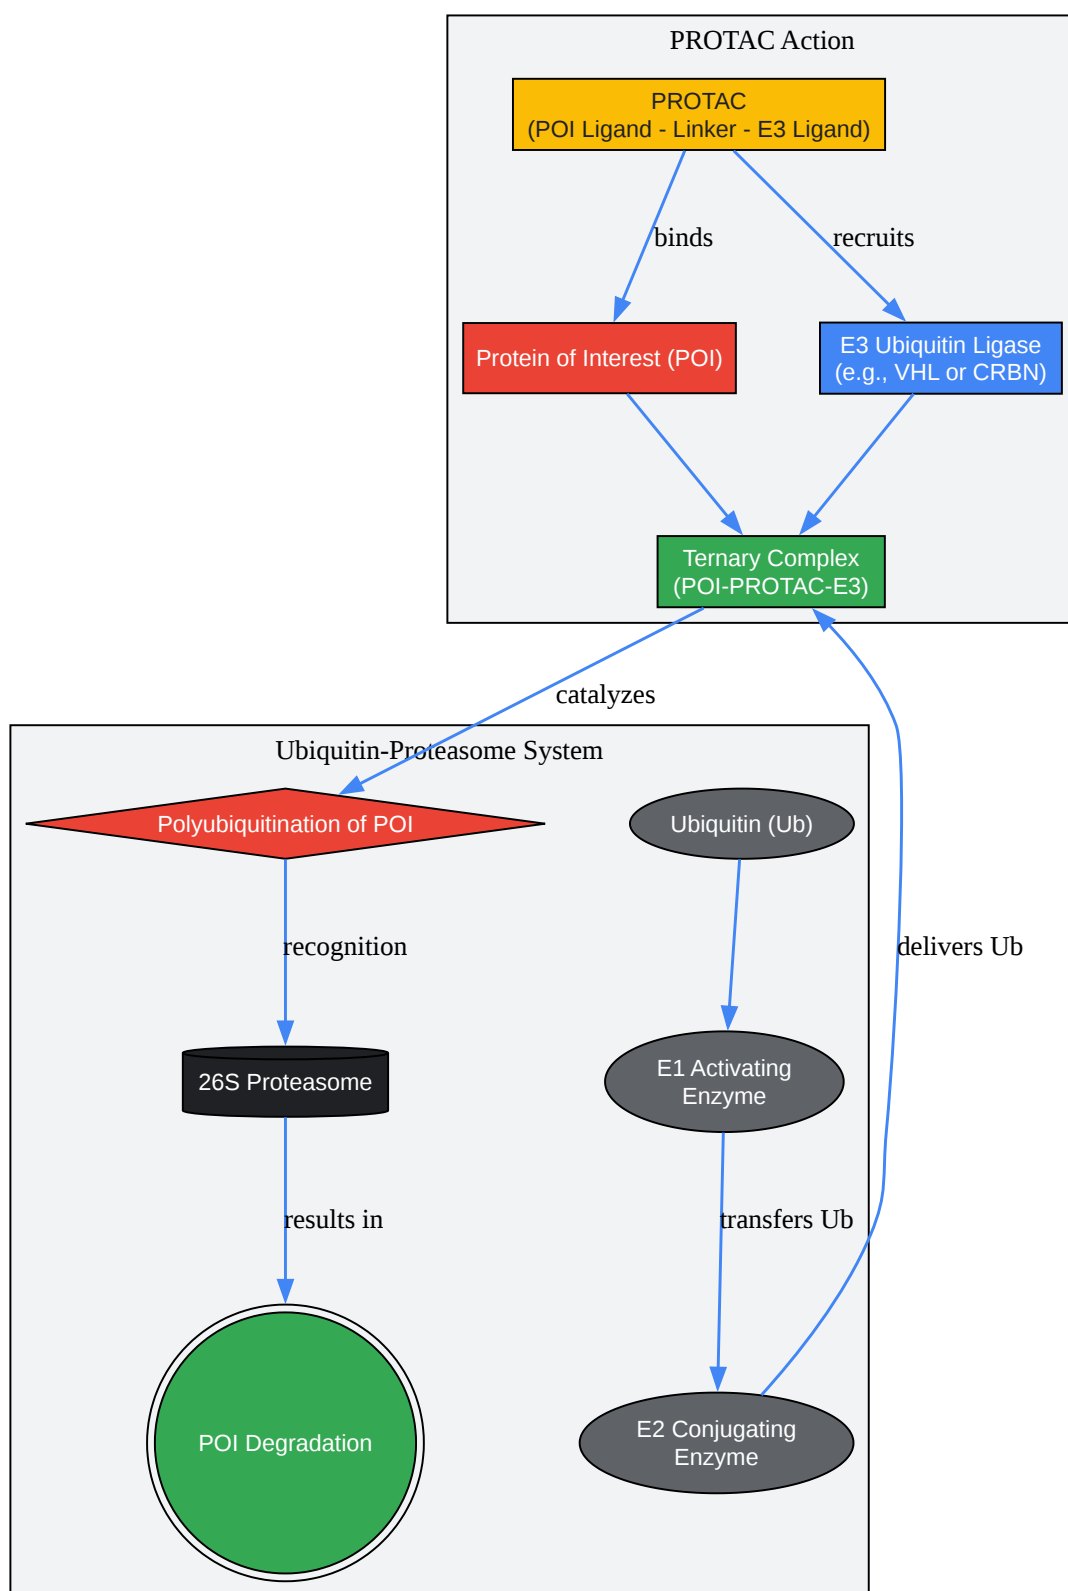 PROTAC Action
PROTAC
(POI Ligand - Linker - E3 Ligand)
binds
recruits
Protein of Interest (POI)
E3 Ubiquitin Ligase
(e.g., VHL or CRBN)
Ternary Complex
(POI-PROTAC-E3)
catalyzes
Ubiquitin-Proteasome System
Polyubiquitination of POI
Ubiquitin (Ub)
recognition
delivers Ub
26S Proteasome
E1 Activating
Enzyme
results in
transfers Ub
POI Degradation
E2 Conjugating
Enzyme